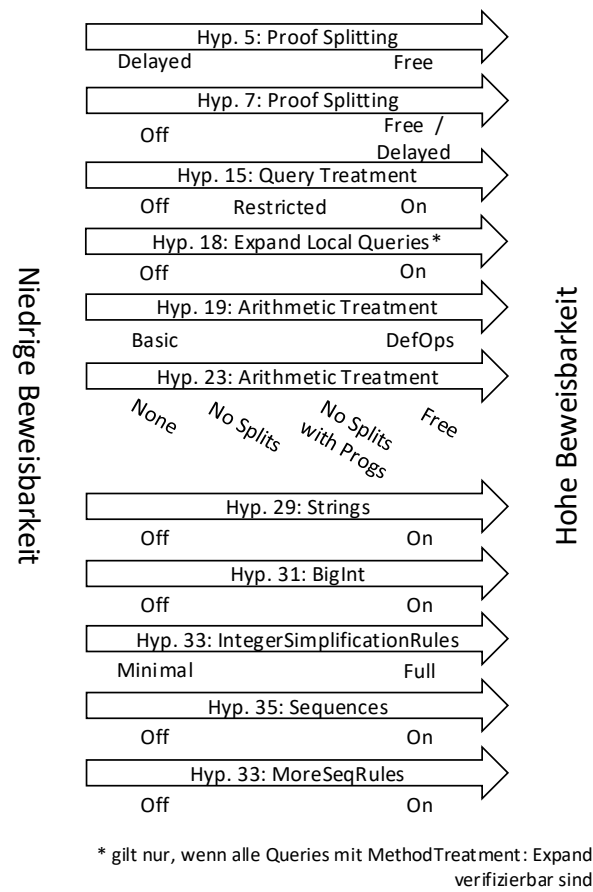 Hyp. 5: Proof Splitting
Delayed Free
Hyp. 7: Proof Splitting
Off Free / Delayed
Hyp. 15: Query Treatment
Off Restricted On
Hyp. 18: Expand Local Queries*
Off On
Hyp. 19: Arithmetic Treatment
Basic DefOps
Hyp. 23: Arithmetic Treatment
None No Splits No Splits with Progs Free
Hyp. 29: Strings
Off On
Hyp. 31: BigInt
Off On
Hyp. 33: IntegerSimplificationRules
Minimal Full
Hyp. 35: Sequences
Off On
Hyp. 33: MoreSeqRules
Off On
Niedrige Beweisbarkeit
Hohe Beweisbarkeit
* gilt nur, wenn alle Queries mit MethodTreatment: Expand
verifizierbar sind